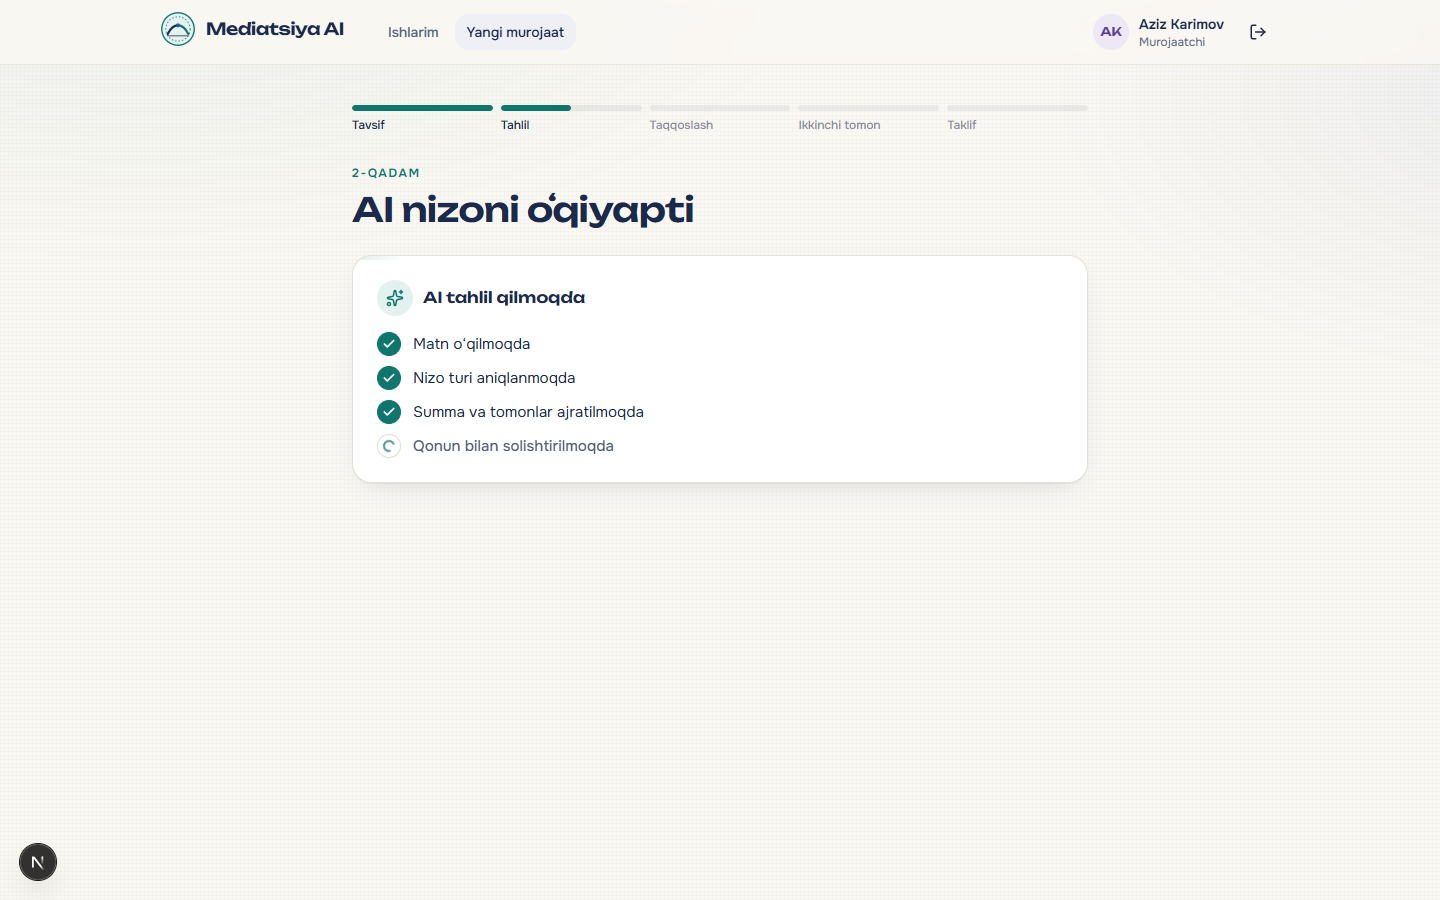 Mediatsiya AI
Ishlarim
Yangi murojaat
AK
Aziz Karimov
Murojaatchi
Tavsif
Tahlil
Taqqoslash
Ikkinchi tomon
Taklif
2-QADAM
AI nizoni oʻqiyapti
AI tahlil qilmoqda
Matn oʻqilmoqda
Nizo turi aniqlanmoqda
Summa va tomonlar ajratilmoqda
Qonun bilan solishtirilmoqda
N